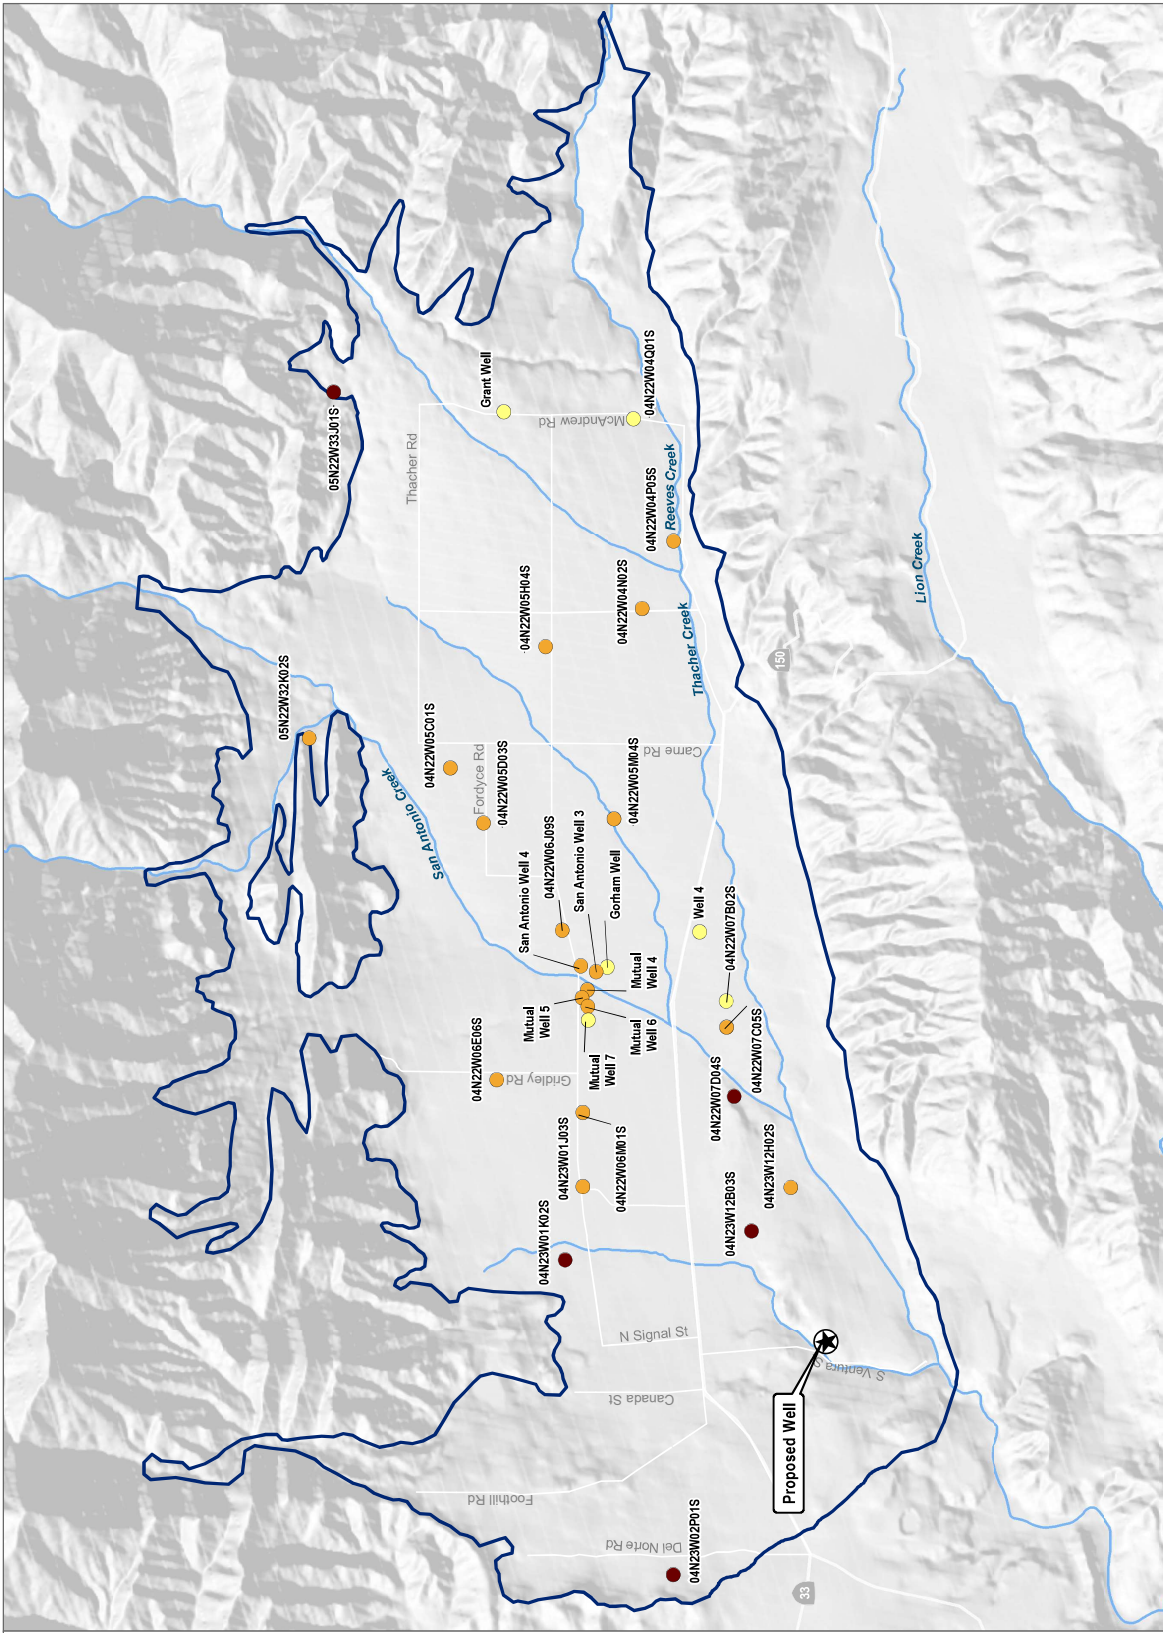 05N22W32K02S
05N22W33J01S
San Antonio Creek
Thacher Rd
04N22W05C01S
Grant Well
Fordyce Rd
04N22W05D03S
04N22W06E06S
Foothill Rd
Gridley Rd
04N22W05H04S
San Antonio Well 4
04N22W06J09S
McAndrew Rd
Mutual
Well 5
04N23W01K02S
04N23W01J03S
San Antonio Well 3
Gorham Well
Mutual
Well 7
04N22W06M01S
Mutual
Well 6
Mutual
Well 4
04N22W05M04S
04N22W04N02S
04N22W04P05S
04N22W04Q01S
N Signal St
Canada St
Del Norte Rd
Carne Rd
Reeves Creek
Thacher Creek
04N23W02P01S
Well 4
04N22W07D04S
04N22W07B02S
04N23W12B03S
04N22W07C05S
04N23W12H02S
150
Proposed Well
33
S Ventura S
Lion Creek